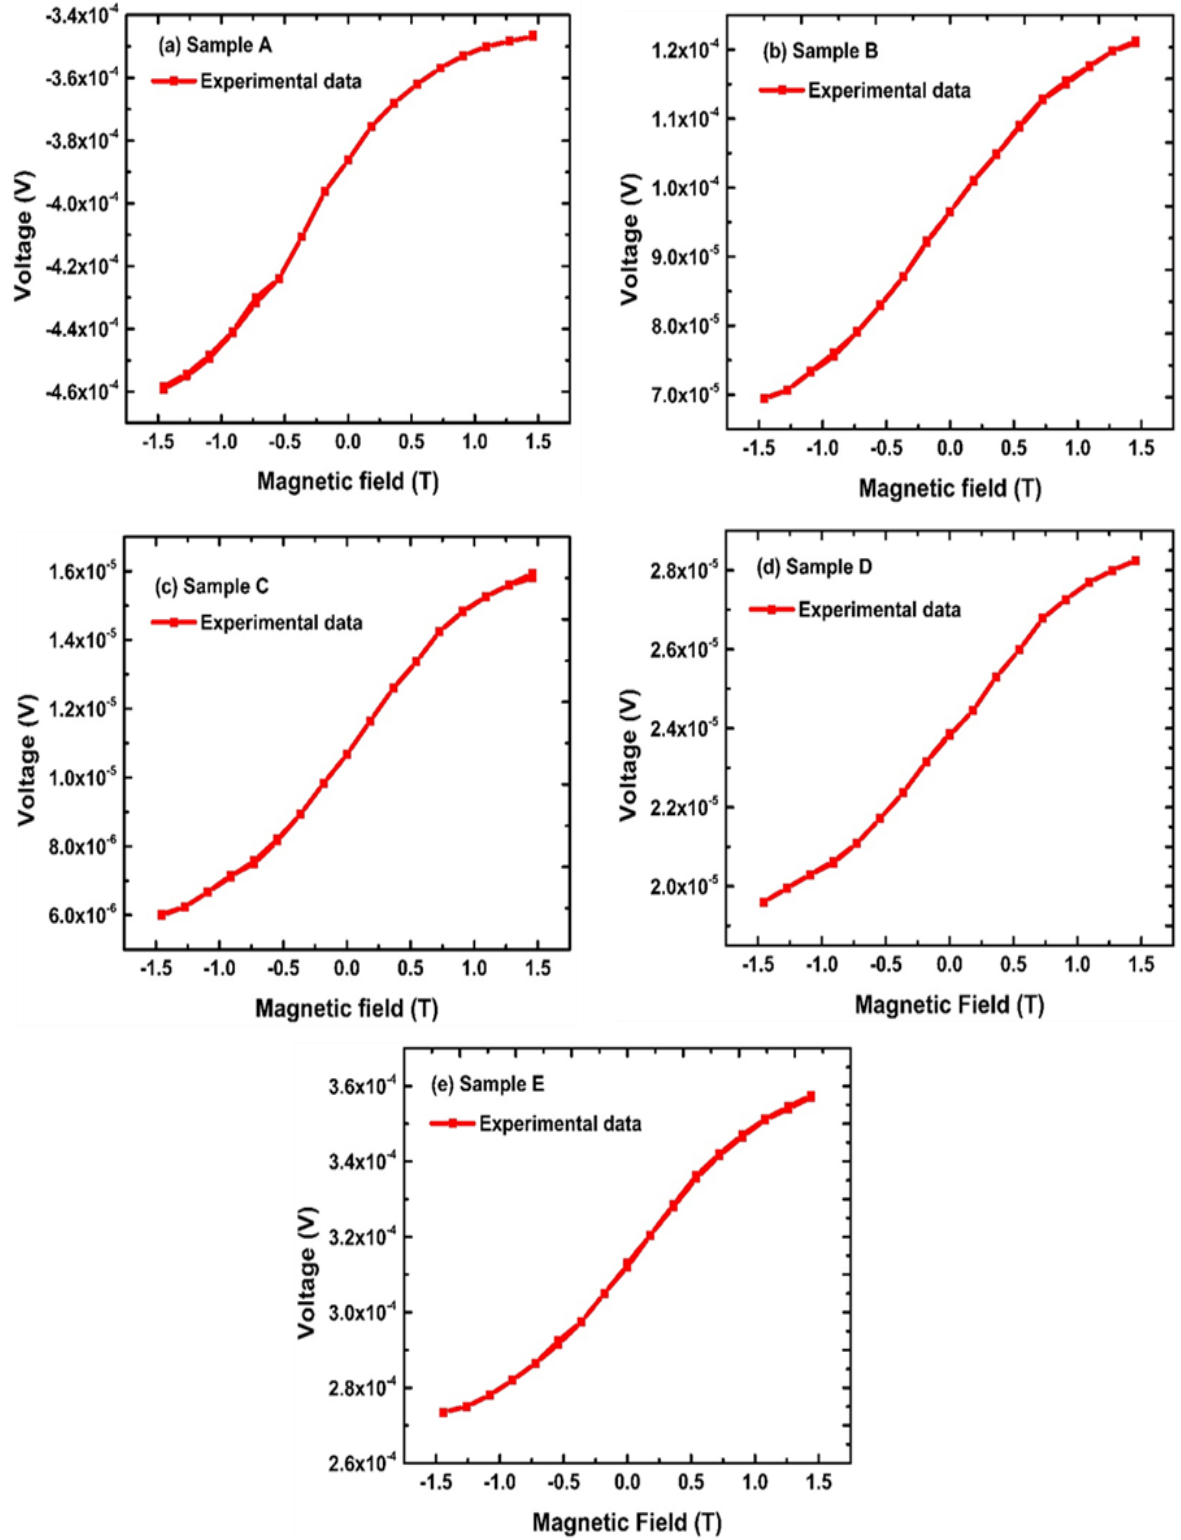 (a) Sample A
Experimental data
-3.4x10⁻⁴
-3.6x10⁻⁴
-3.8x10⁻⁴
-4.0x10⁻⁴
-4.2x10⁻⁴
-4.4x10⁻⁴
-4.6x10⁻⁴
Voltage (V)
-1.5 -1.0 -0.5 0.0 0.5 1.0 1.5
Magnetic field (T)
(b) Sample B
Experimental data
1.2x10⁻⁴
1.1x10⁻⁴
1.0x10⁻⁴
9.0x10⁻⁵
8.0x10⁻⁵
7.0x10⁻⁵
Voltage (V)
-1.5 -1.0 -0.5 0.0 0.5 1.0 1.5
Magnetic field (T)
(c) Sample C
Experimental data
1.6x10⁻⁵
1.4x10⁻⁵
1.2x10⁻⁵
1.0x10⁻⁵
8.0x10⁻⁶
6.0x10⁻⁶
Voltage (V)
-1.5 -1.0 -0.5 0.0 0.5 1.0 1.5
Magnetic field (T)
(d) Sample D
Experimental data
2.8x10⁻⁵
2.6x10⁻⁵
2.4x10⁻⁵
2.2x10⁻⁵
2.0x10⁻⁵
Voltage (V)
-1.5 -1.0 -0.5 0.0 0.5 1.0 1.5
Magnetic Field (T)
(e) Sample E
Experimental data
3.6x10⁻⁴
3.4x10⁻⁴
3.2x10⁻⁴
3.0x10⁻⁴
2.8x10⁻⁴
2.6x10⁻⁴
Voltage (V)
-1.5 -1.0 -0.5 0.0 0.5 1.0 1.5
Magnetic Field (T)